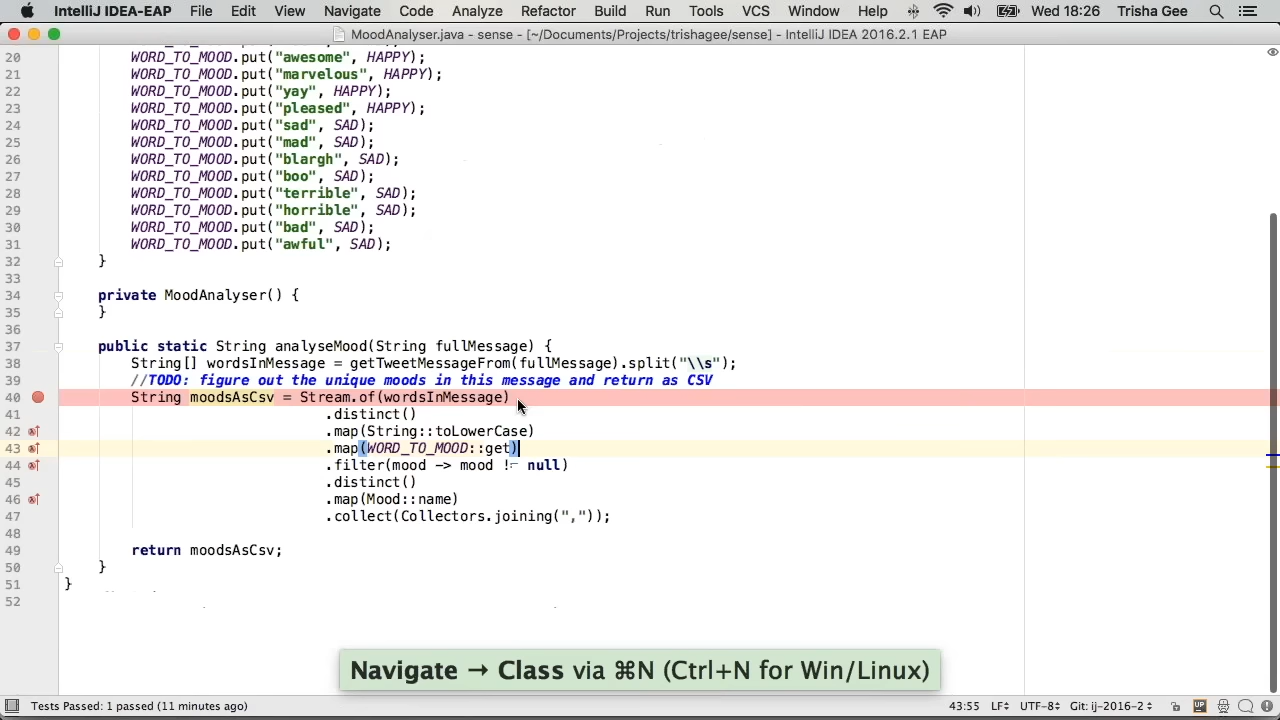 IntelliJ IDEA-EAP File Edit View Navigate Code Analyze Refactor Build Run Tools VCS Window Help Wed 18:26 Trisha Gee
MoodAnalyser.java - sense - [~/Documents/Projects/trishagee/sense] - IntelliJ IDEA 2016.2.1 EAP
20 WORD_TO_MOOD.put("awesome", HAPPY);
21 WORD_TO_MOOD.put("marvelous", HAPPY);
22 WORD_TO_MOOD.put("yay", HAPPY);
23 WORD_TO_MOOD.put("pleased", HAPPY);
24 WORD_TO_MOOD.put("sad", SAD);
25 WORD_TO_MOOD.put("mad", SAD);
26 WORD_TO_MOOD.put("blargh", SAD);
27 WORD_TO_MOOD.put("boo", SAD);
28 WORD_TO_MOOD.put("terrible", SAD);
29 WORD_TO_MOOD.put("horrible", SAD);
30 WORD_TO_MOOD.put("bad", SAD);
31 WORD_TO_MOOD.put("awful", SAD);
32 }
33
34 private MoodAnalyser() {
35 }
36
37 public static String analyseMood(String fullMessage) {
38 String[] wordsInMessage = getTweetMessageFrom(fullMessage).split("\\s");
39 //TODO: figure out the unique moods in this message and return as CSV
40 String moodsAsCsv = Stream.of(wordsInMessage)
41 .distinct()
42 .map(String::toLowerCase)
43 .map(WORD_TO_MOOD::get)
44 .filter(mood -> mood != null)
45 .distinct()
46 .map(Mood::name)
47 .collect(Collectors.joining(","));
48
49 return moodsAsCsv;
50 }
51 }
52
Navigate → Class via ⌘N (Ctrl+N for Win/Linux)
Tests Passed: 1 passed (11 minutes ago) 43:55 LF UTF-8 Git: ij-2016-2 UP